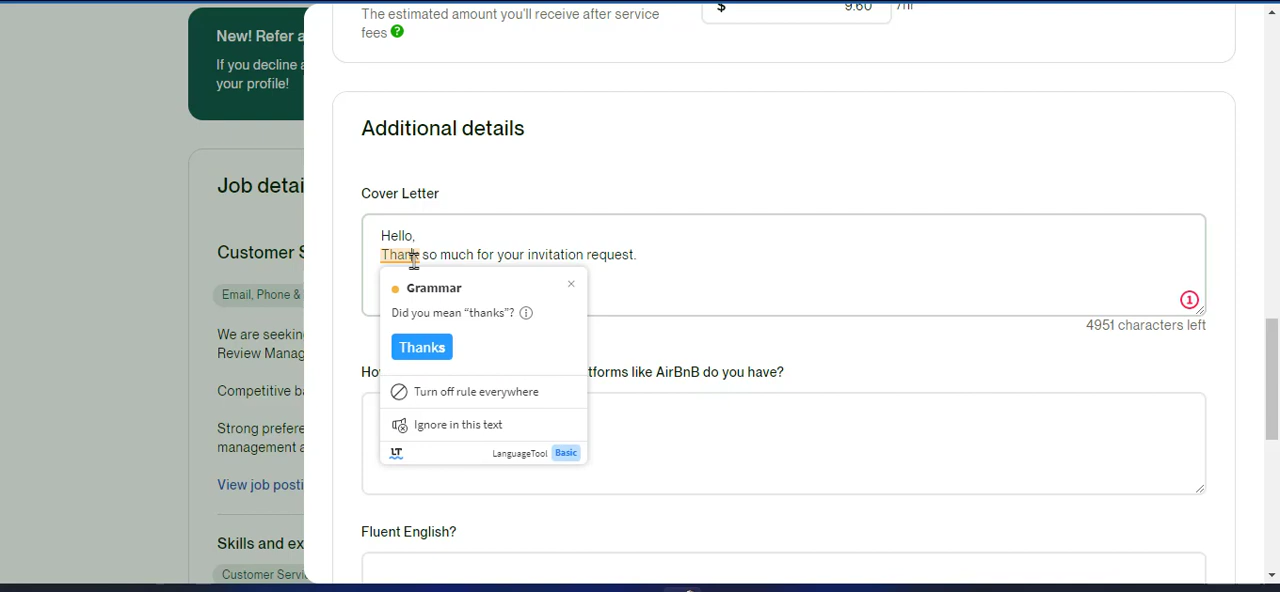 The estimated amount you'll receive after service
fees ?
$ 9.60 /hr
New! Refer a
If you decline a
your profile!
Additional details
Job detai
Cover Letter
Hello,
Thank so much for your invitation request.
Customer S
Email, Phone &
Grammar
Did you mean “thanks”?
Thanks
1
4951 characters left
We are seekin
Review Manag
Ho
tforms like AirBnB do you have?
Competitive ba
Turn off rule everywhere
Strong prefere
management a
Ignore in this text
LT LanguageTool Basic
View job posti
Fluent English?
Skills and ex
Customer Servi